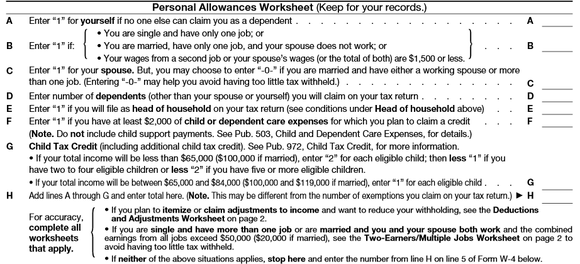 Personal Allowances Worksheet (Keep for your records.)
A Enter "1" for yourself if no one else can claim you as a dependent . . . . . . . . . . . . . . . . . A
• You are single and have only one job; or
B Enter "1" if: • You are married, have only one job, and your spouse does not work; or . . . B
• Your wages from a second job or your spouse's wages (or the total of both) are $1,500 or less.
C Enter "1" for your spouse. But, you may choose to enter "-0-" if you are married and have either a working spouse or more
than one job. (Entering "-0-" may help you avoid having too little tax withheld.) . . . . . . . . . . . . . . C
D Enter number of dependents (other than your spouse or yourself) you will claim on your tax return . . . . . D
E Enter "1" if you will file as head of household on your tax return (see conditions under Head of household above) . . E
F Enter "1" if you have at least $2,000 of child or dependent care expenses for which you plan to claim a credit . . . F
(Note. Do not include child support payments. See Pub. 503, Child and Dependent Care Expenses, for details.)
G Child Tax Credit (including additional child tax credit). See Pub. 972, Child Tax Credit, for more information.
• If your total income will be less than $65,000 ($100,000 if married), enter "2" for each eligible child; then less "1" if you
have two to four eligible children or less "2" if you have five or more eligible children.
• If your total income will be between $65,000 and $84,000 ($100,000 and $119,000 if married), enter "1" for each eligible child . . . G
H Add lines A through G and enter total here. (Note. This may be different from the number of exemptions you claim on your tax return.) ▶ H
• If you plan to itemize or claim adjustments to income and want to reduce your withholding, see the Deductions
For accuracy, and Adjustments Worksheet on page 2.
complete all • If you are single and have more than one job or are married and you and your spouse both work and the combined
worksheets earnings from all jobs exceed $50,000 ($20,000 if married), see the Two-Earners/Multiple Jobs Worksheet on page 2 to
that apply. avoid having too little tax withheld.
• If neither of the above situations applies, stop here and enter the number from line H on line 5 of Form W-4 below.